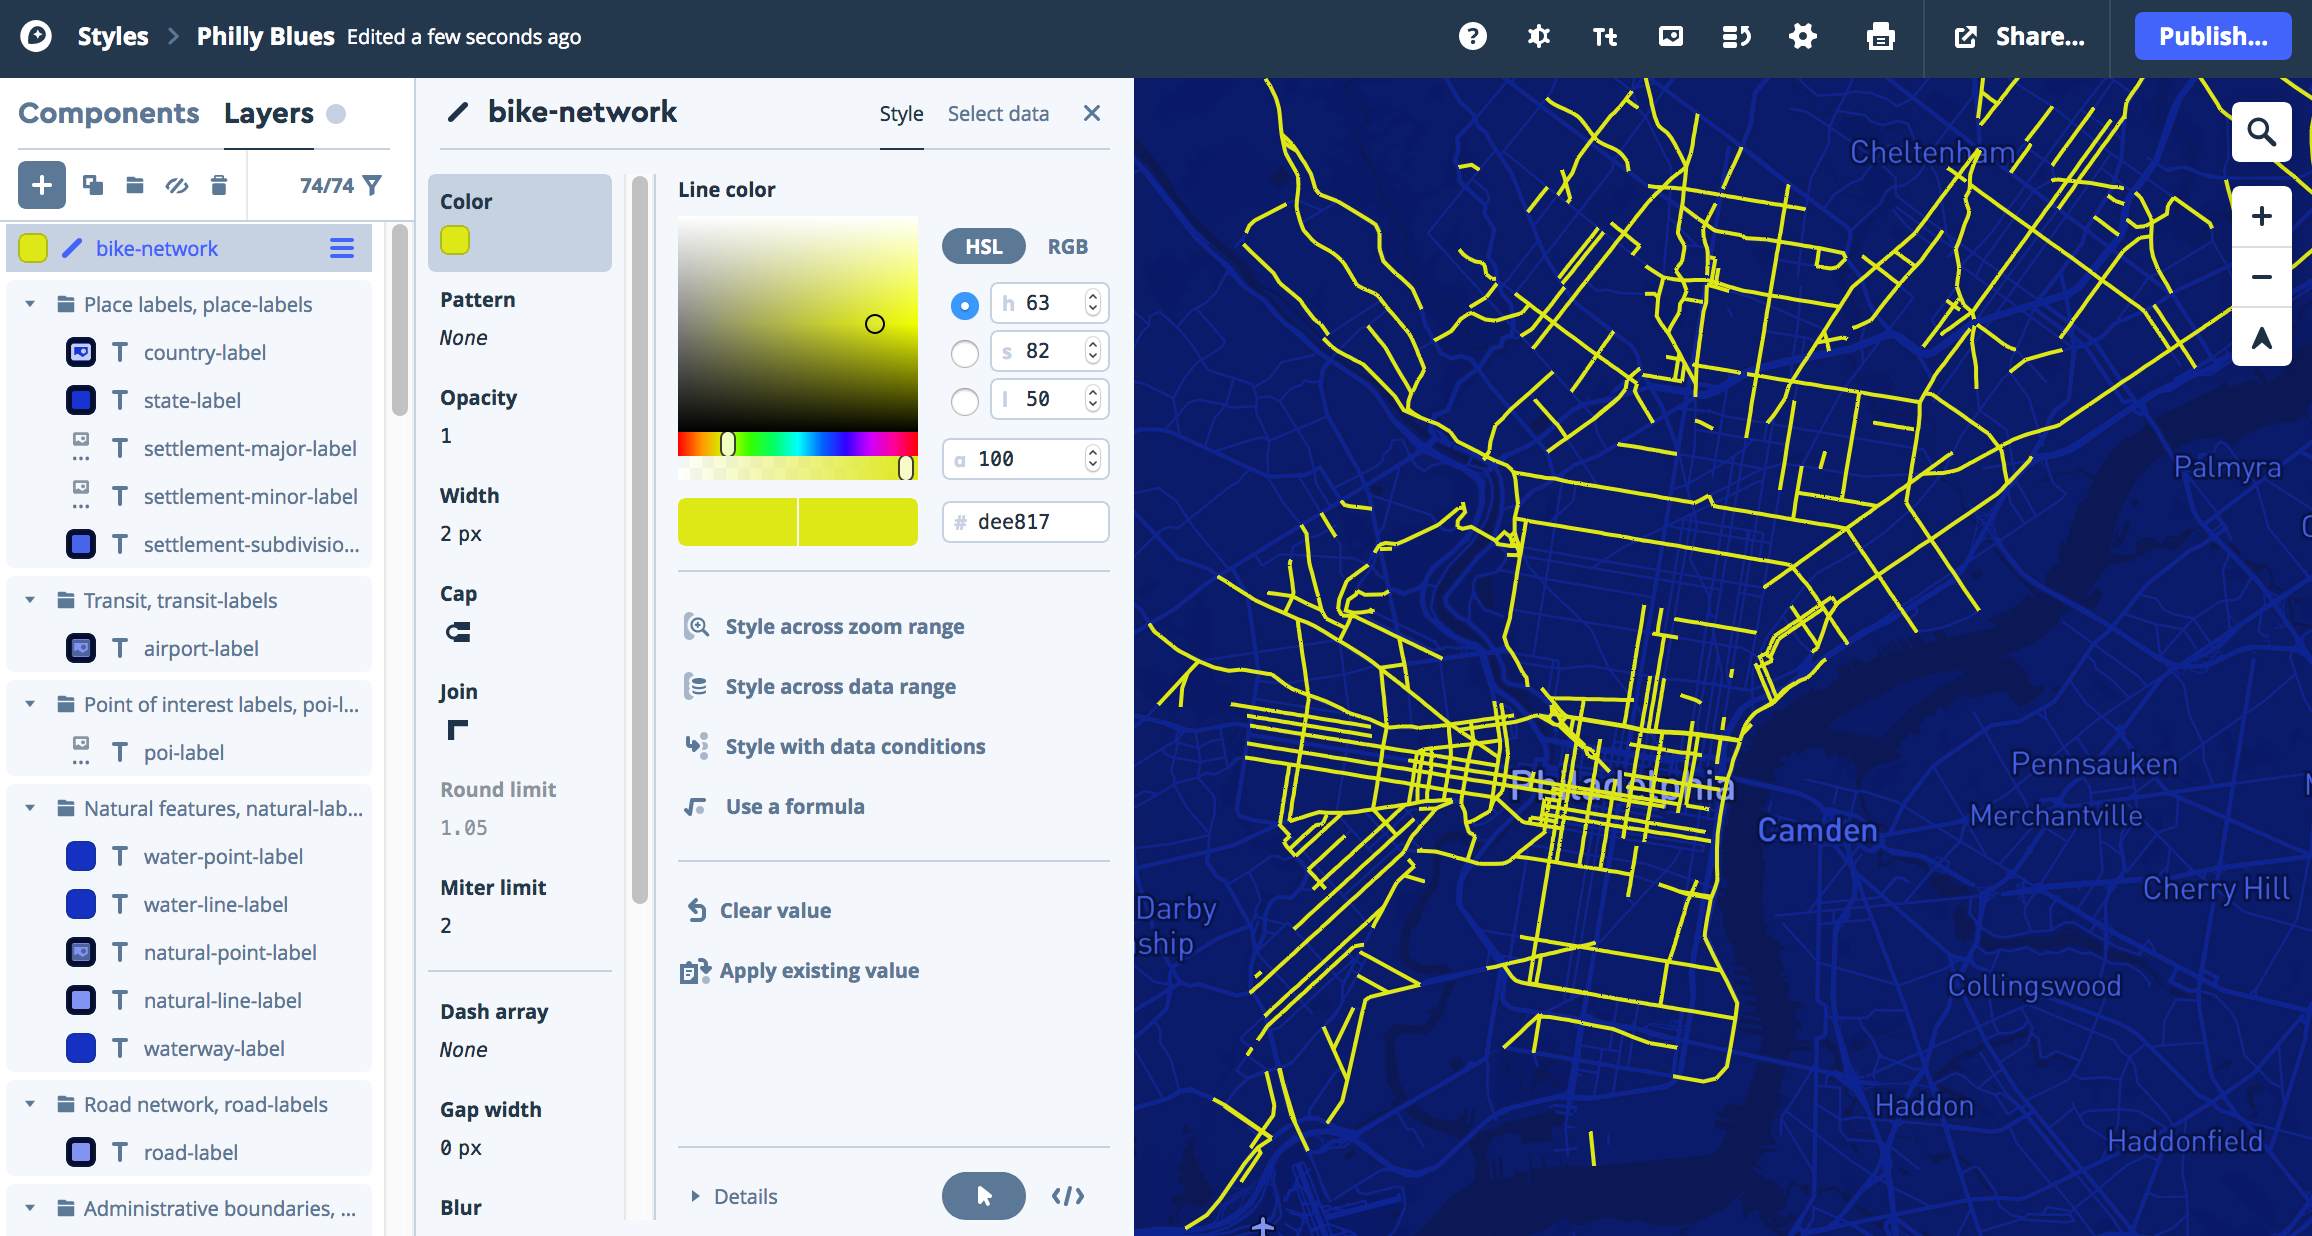 Styles > Philly Blues Edited a few seconds ago
? Tt Share... Publish...
Components Layers
74/74
bike-network
Place labels, place-labels
T country-label
T state-label
T settlement-major-label
T settlement-minor-label
T settlement-subdivisio...
Transit, transit-labels
T airport-label
Point of interest labels, poi-l...
T poi-label
Natural features, natural-lab...
T water-point-label
T water-line-label
T natural-point-label
T natural-line-label
T waterway-label
Road network, road-labels
T road-label
Administrative boundaries, ...
bike-network
Style Select data
Color
Pattern
None
Opacity
1
Width
2 px
Cap
Join
Round limit
1.05
Miter limit
2
Dash array
None
Gap width
0 px
Blur
Line color
HSL RGB
h 63
s 82
l 50
a 100
# dee817
Style across zoom range
Style across data range
Style with data conditions
Use a formula
Clear value
Apply existing value
Details
Cheltenham
Palmyra
Philadelphia
Pennsauken
Merchantville
Camden
Cherry Hill
Darby
Collingswood
Haddon
Haddonfield